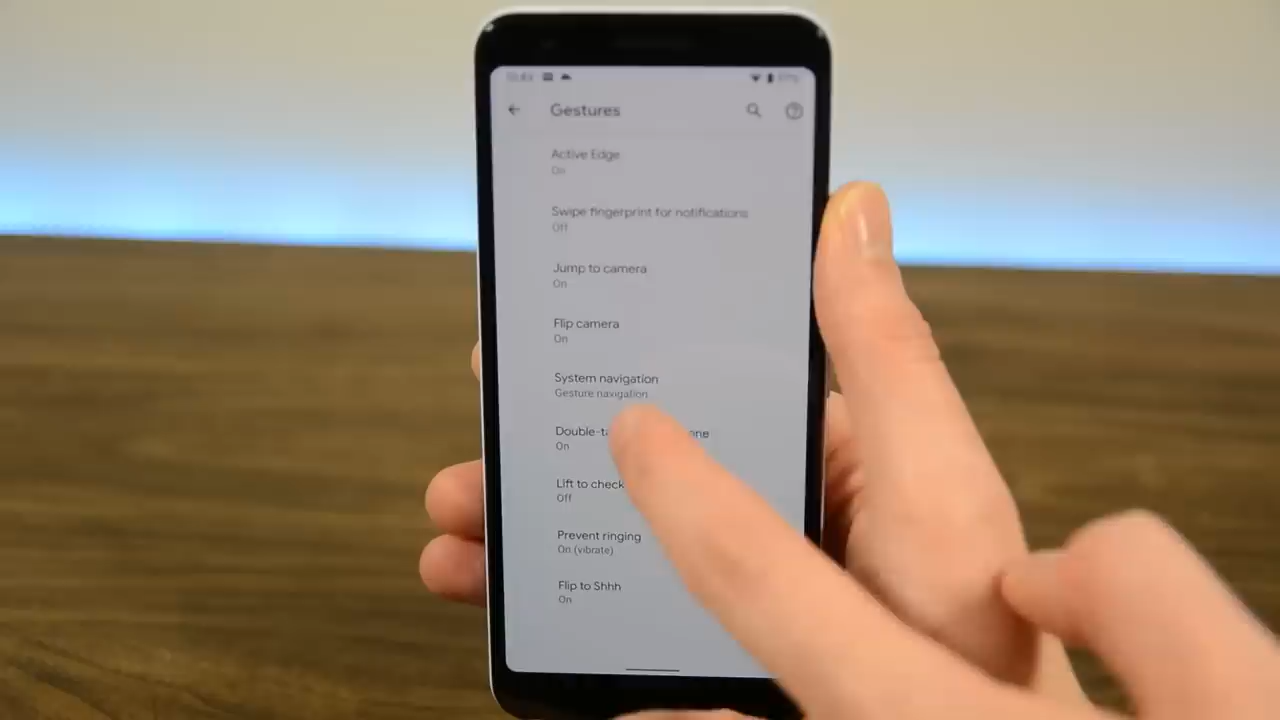 Gestures
Active Edge
On
Swipe fingerprint for notifications
Off
Jump to camera
On
Flip camera
On
System navigation
Gesture navigation
Double-ta one
On
Lift to check
Off
Prevent ringing
On (vibrate)
Flip to Shhh
On